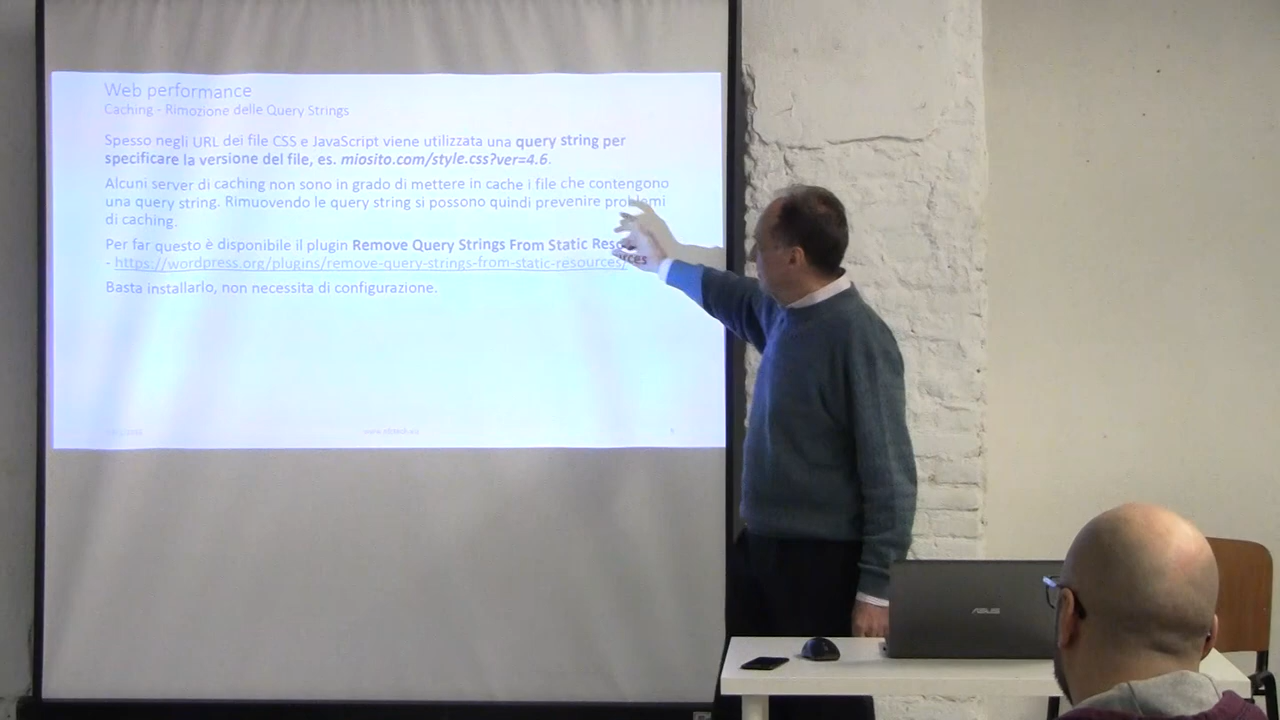 Web performance
Caching - Rimozione delle Query Strings
Spesso negli URL dei file CSS e JavaScript viene utilizzata una query string per
specificare la versione del file, es. miosito.com/style.css?ver=4.6.
Alcuni server di caching non sono in grado di mettere in cache i file che contengono
una query string. Rimuovendo le query string si possono quindi prevenire problemi
di caching.
Per far questo è disponibile il plugin Remove Query Strings From Static Resources
- https://wordpress.org/plugins/remove-query-strings-from-static-resources/
Basta installarlo, non necessita di configurazione.
ASUS